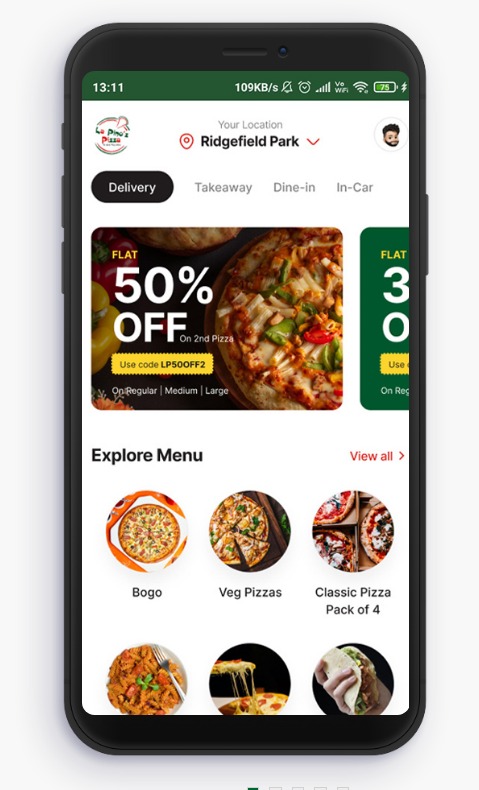 13:11
109KB/s
Vo
WiFi
75
La Pino'z
Pizza
Your Location
Ridgefield Park
Delivery
Takeaway
Dine-in
In-Car
FLAT
50%
OFF On 2nd Pizza
Use code LP50OFF2
On Regular | Medium | Large
FLAT
3
O
Use
On Reg
Explore Menu
View all
Bogo
Veg Pizzas
Classic Pizza
Pack of 4